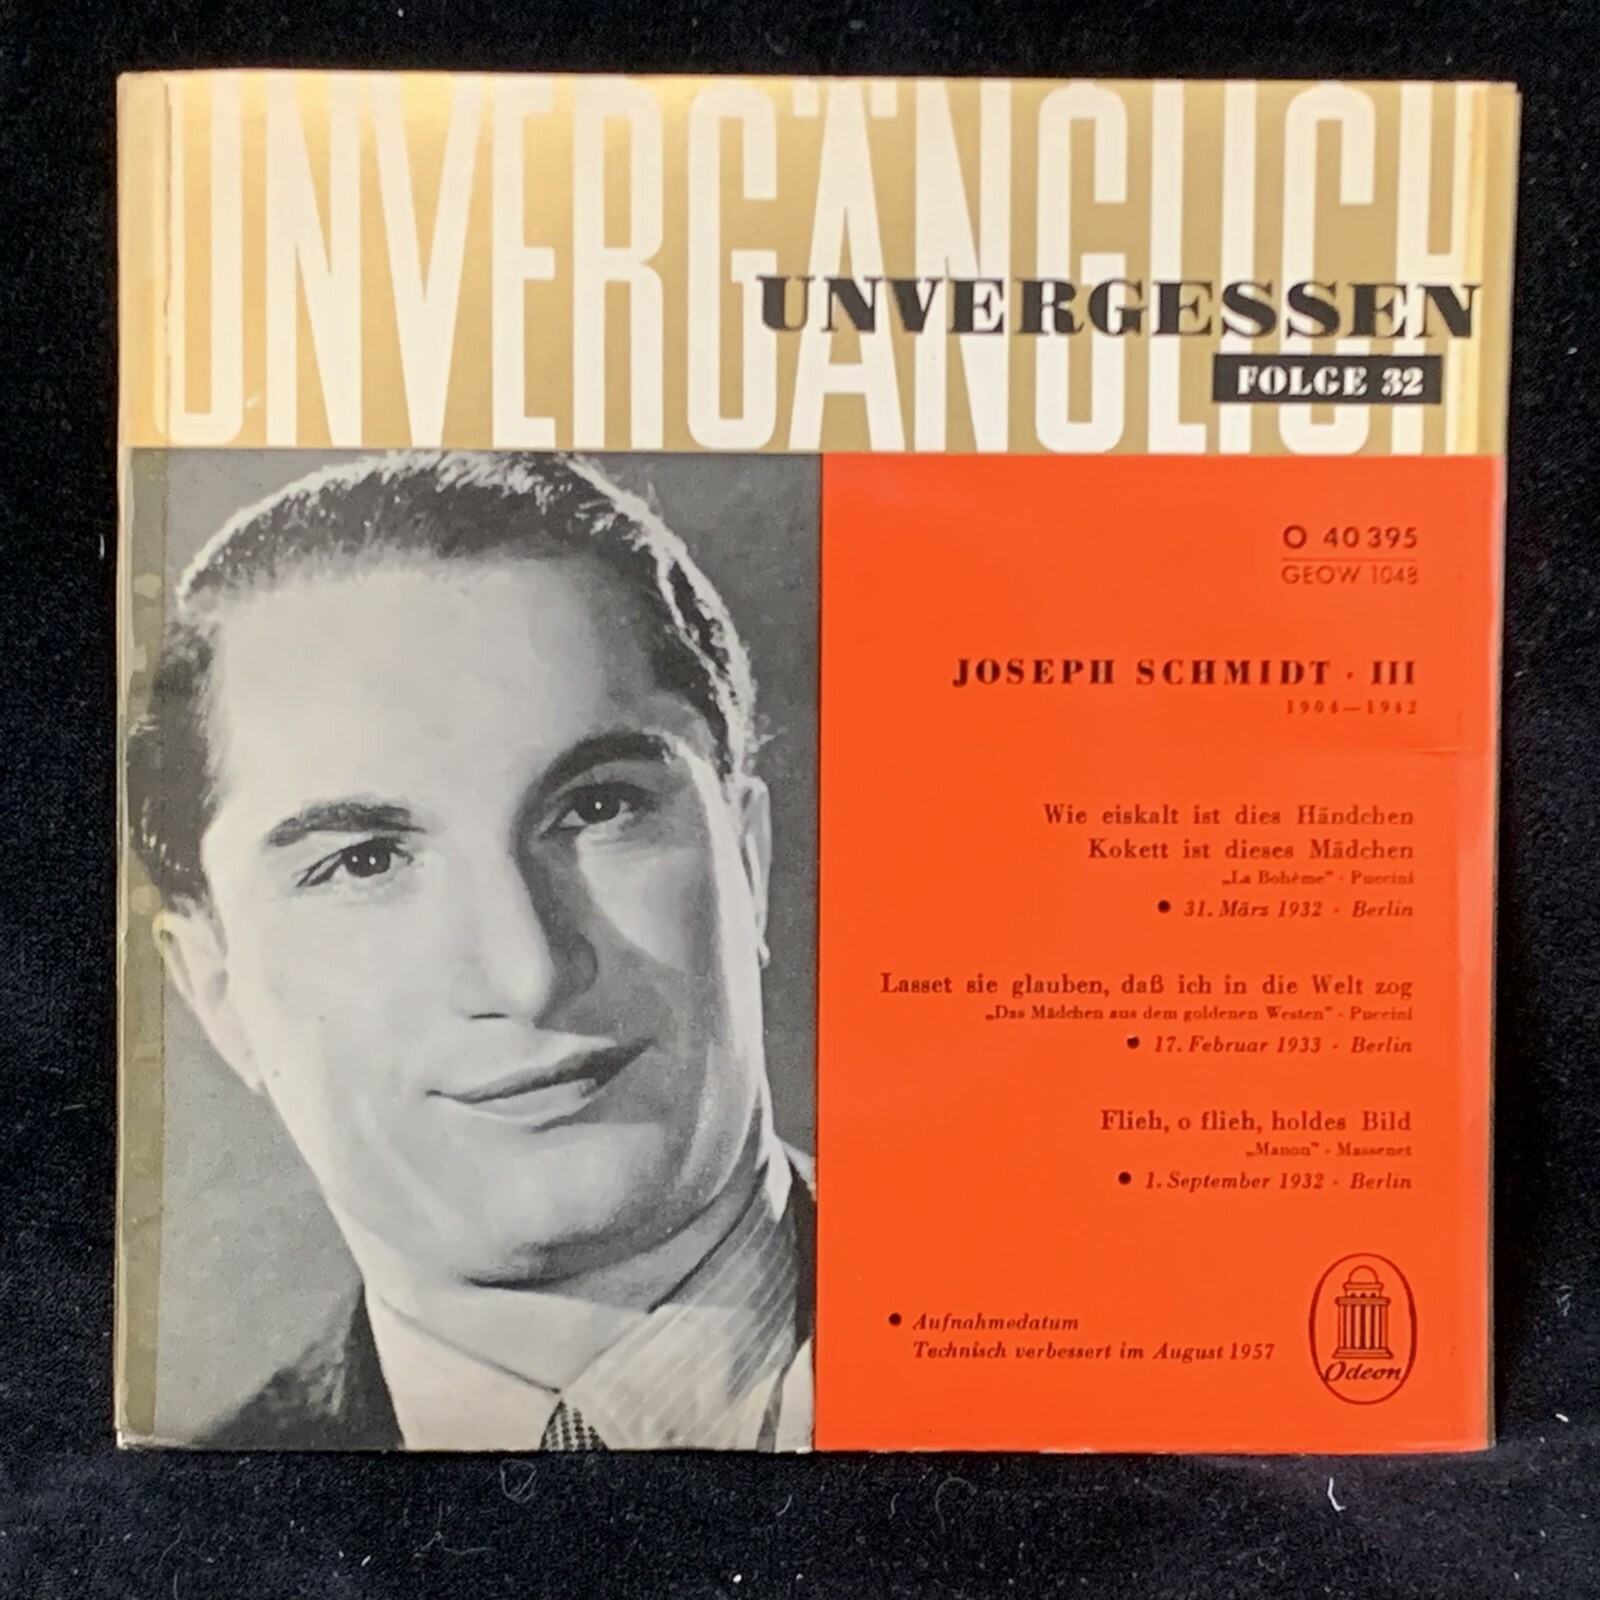 UNVERGÄNGLICH
UNVERGESSEN
FOLGE 32
O 40 395
GEOW 1048
JOSEPH SCHMIDT · III
1904—1942
Wie eiskalt ist dies Händchen
Kokett ist dieses Mädchen
„La Bohème” · Puccini
● 31. März 1932 · Berlin
Lasset sie glauben, daß ich in die Welt zog
„Das Mädchen aus dem goldenen Westen” · Puccini
● 17. Februar 1933 · Berlin
Flieh, o flieh, holdes Bild
„Manon” · Massenet
● 1. September 1932 · Berlin
● Aufnahmedatum
Technisch verbessert im August 1957
Odeon